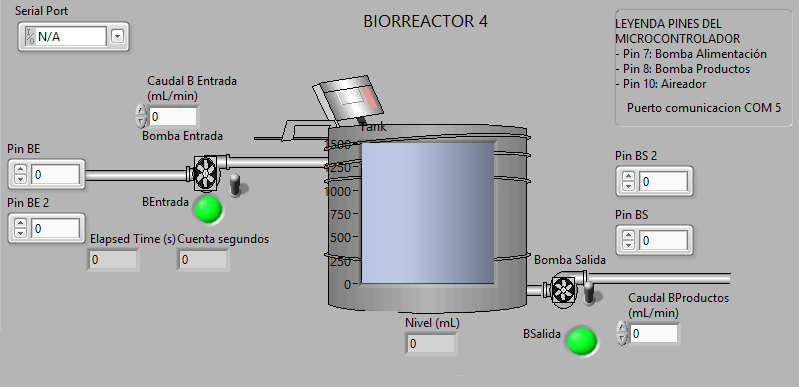 Serial Port
N/A
BIORREACTOR 4
LEYENDA PINES DEL
MICROCONTROLADOR
- Pin 7: Bomba Alimentación
- Pin 8: Bomba Productos
- Pin 10: Aireador
Puerto comunicacion COM 5
Caudal B Entrada
(mL/min)
0
Bomba Entrada
Pin BE
0
BEntrada
Pin BE 2
0
Elapsed Time (s)
0
Cuenta segundos
0
Tank
1500
1250
1000
750
500
250
0
Nivel (mL)
0
Pin BS 2
0
Pin BS
0
Bomba Salida
BSalida
Caudal BProductos
(mL/min)
0